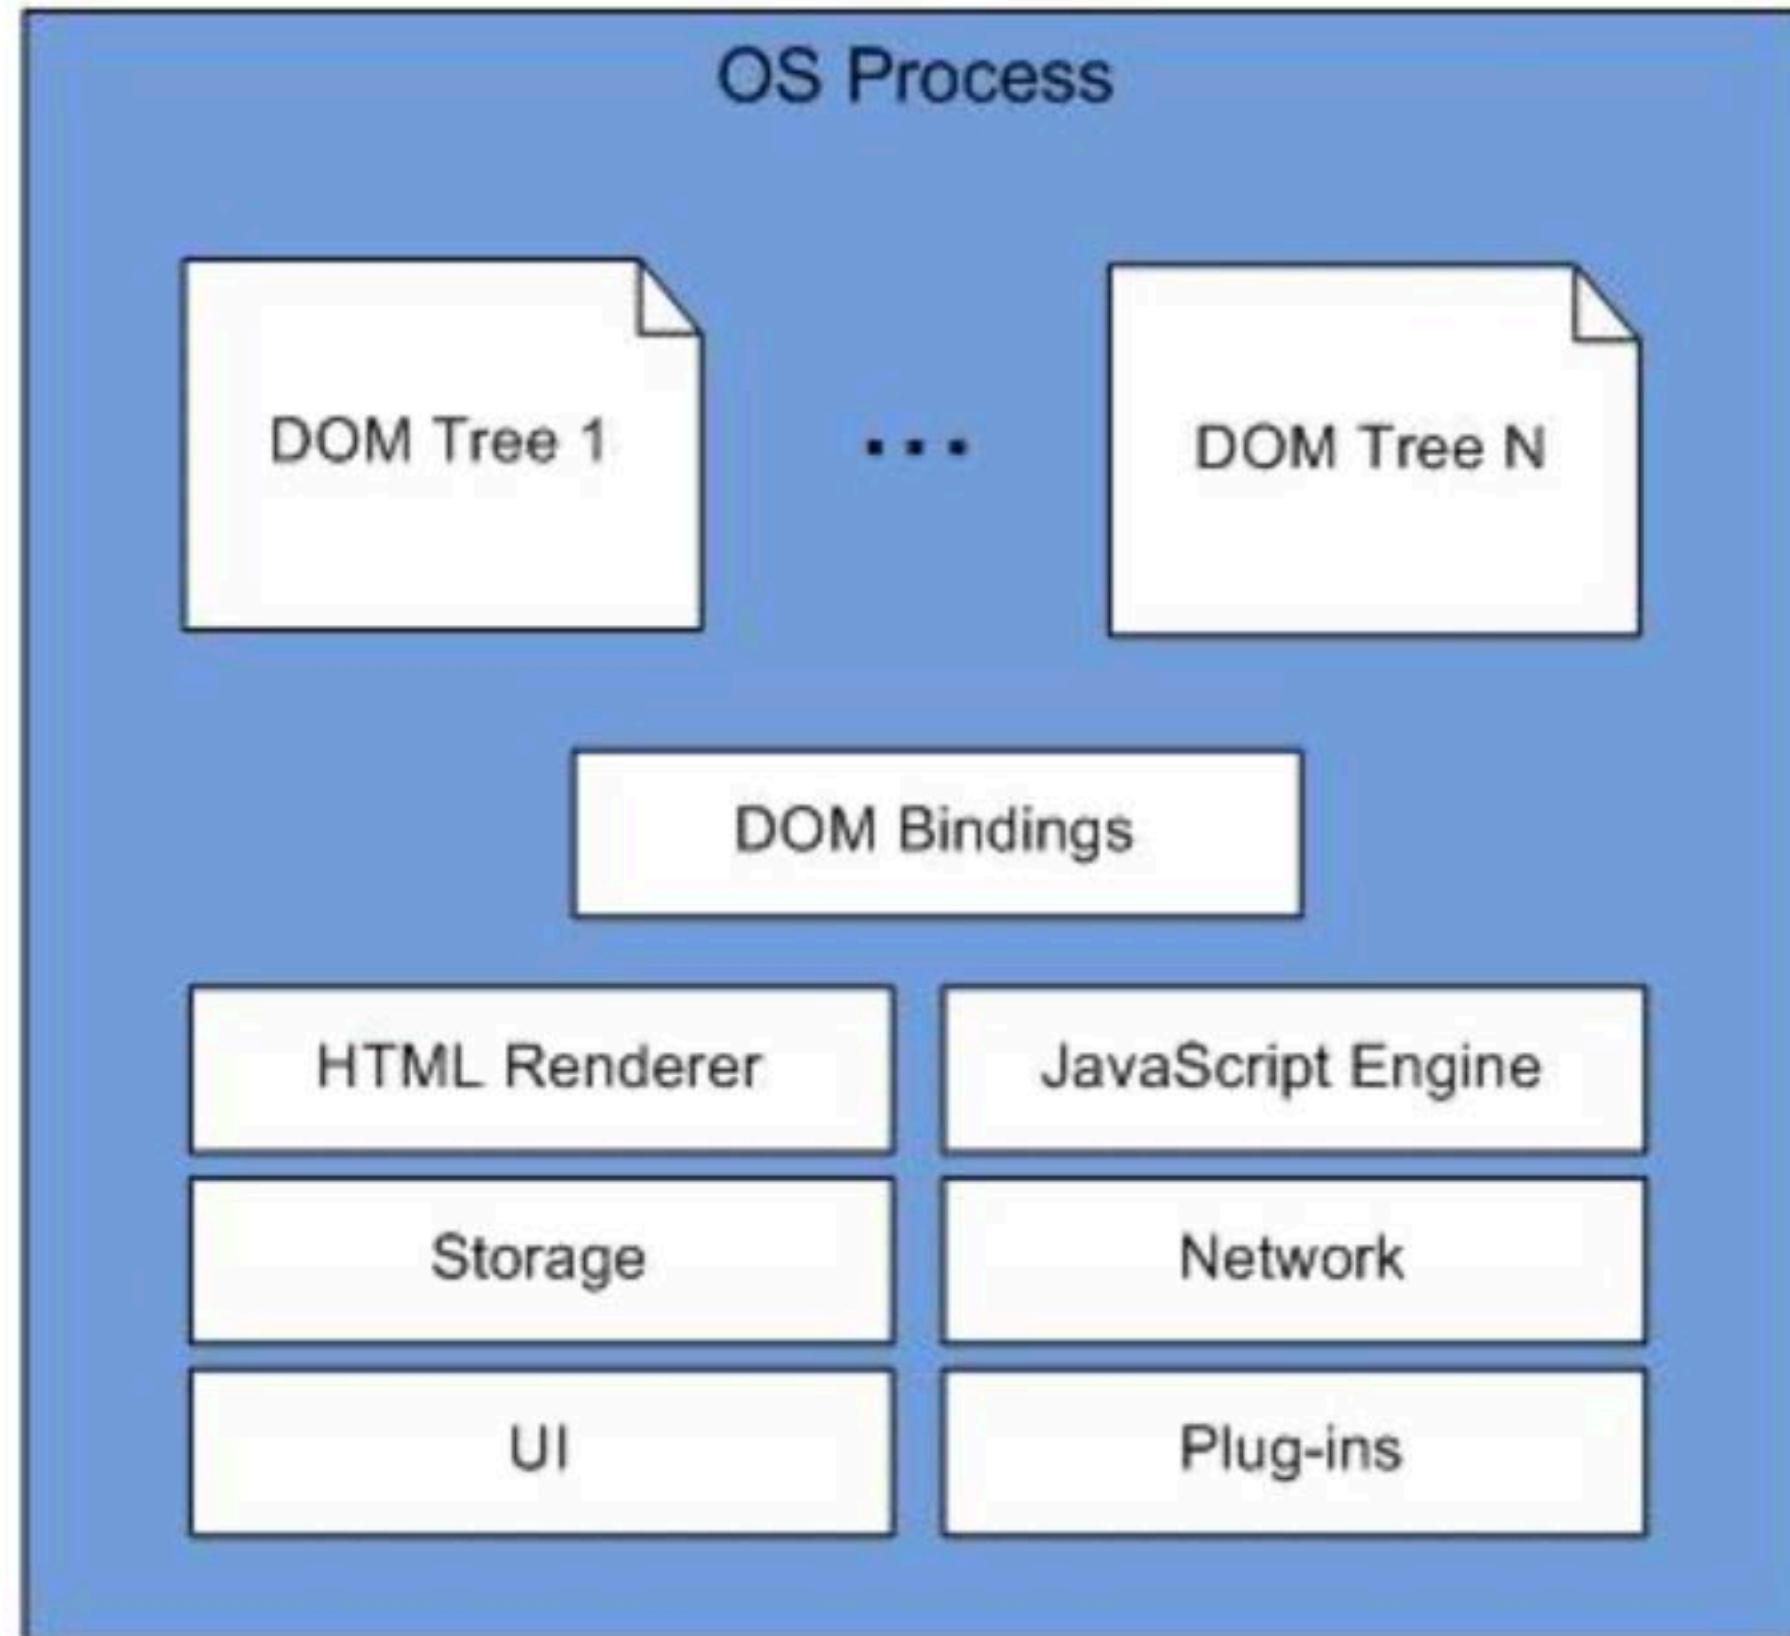 OS Process
DOM Tree 1
...
DOM Tree N
DOM Bindings
HTML Renderer
JavaScript Engine
Storage
Network
UI
Plug-ins